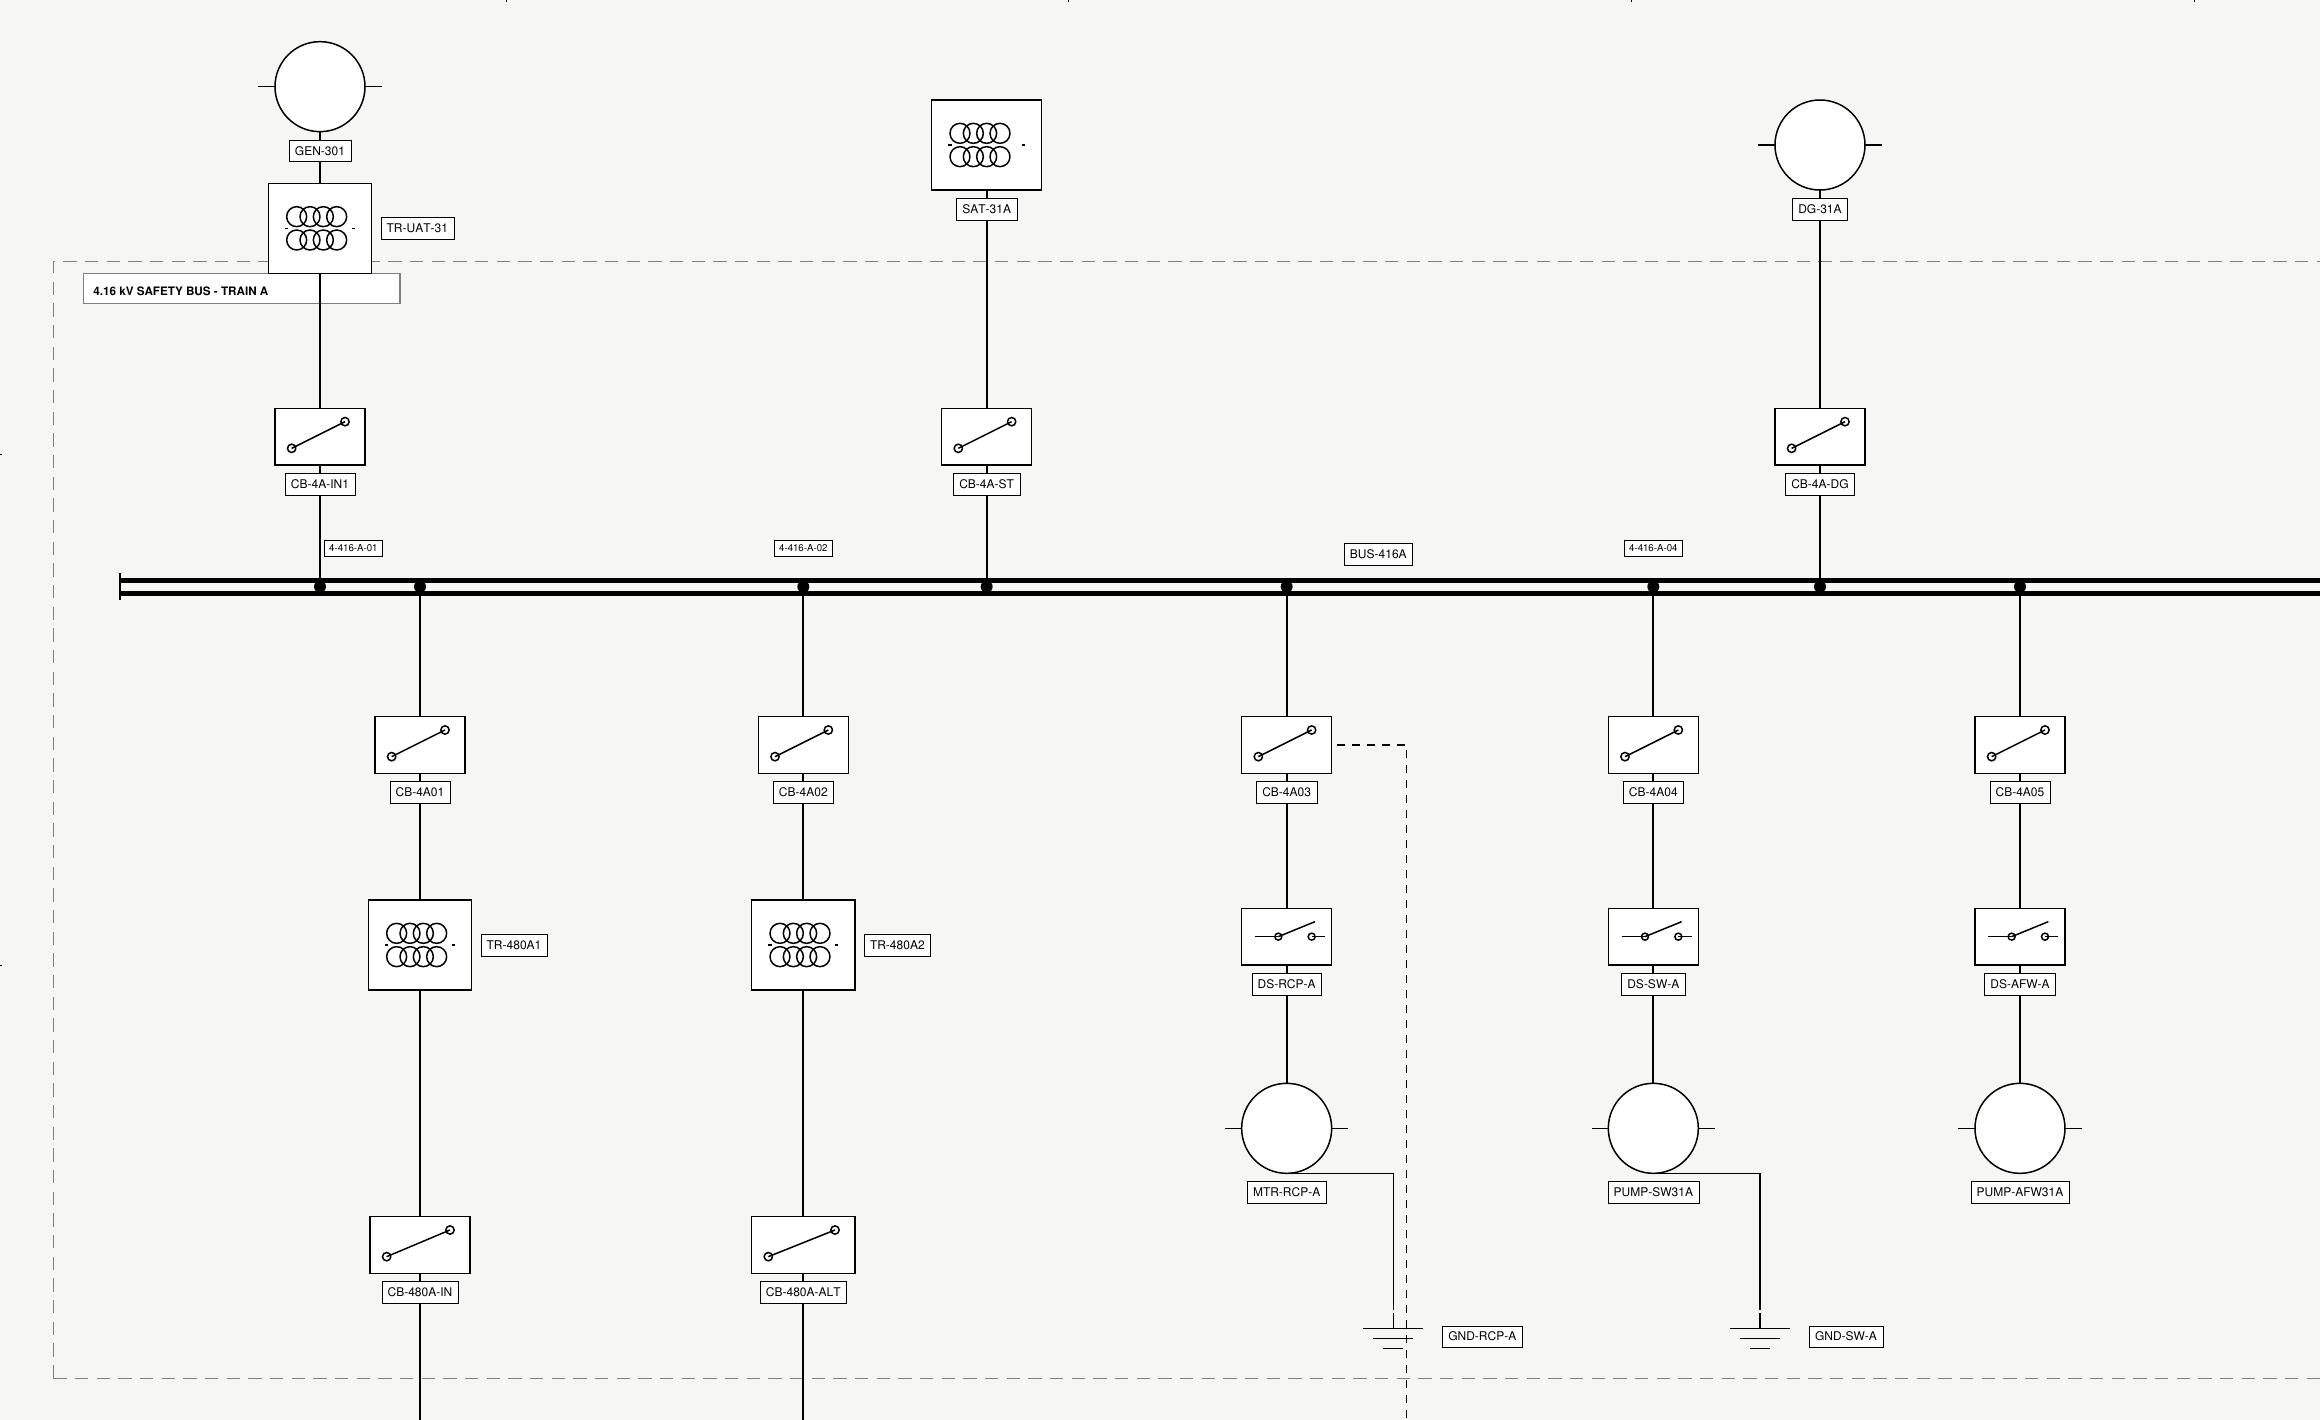 GEN-301
SAT-31A
DG-31A
TR-UAT-31
4.16 kV SAFETY BUS - TRAIN A
CB-4A-IN1
CB-4A-ST
CB-4A-DG
4-416-A-01
4-416-A-02
BUS-416A
4-416-A-04
CB-4A01
CB-4A02
CB-4A03
CB-4A04
CB-4A05
TR-480A1
TR-480A2
DS-RCP-A
DS-SW-A
DS-AFW-A
MTR-RCP-A
PUMP-SW31A
PUMP-AFW31A
CB-480A-IN
CB-480A-ALT
GND-RCP-A
GND-SW-A